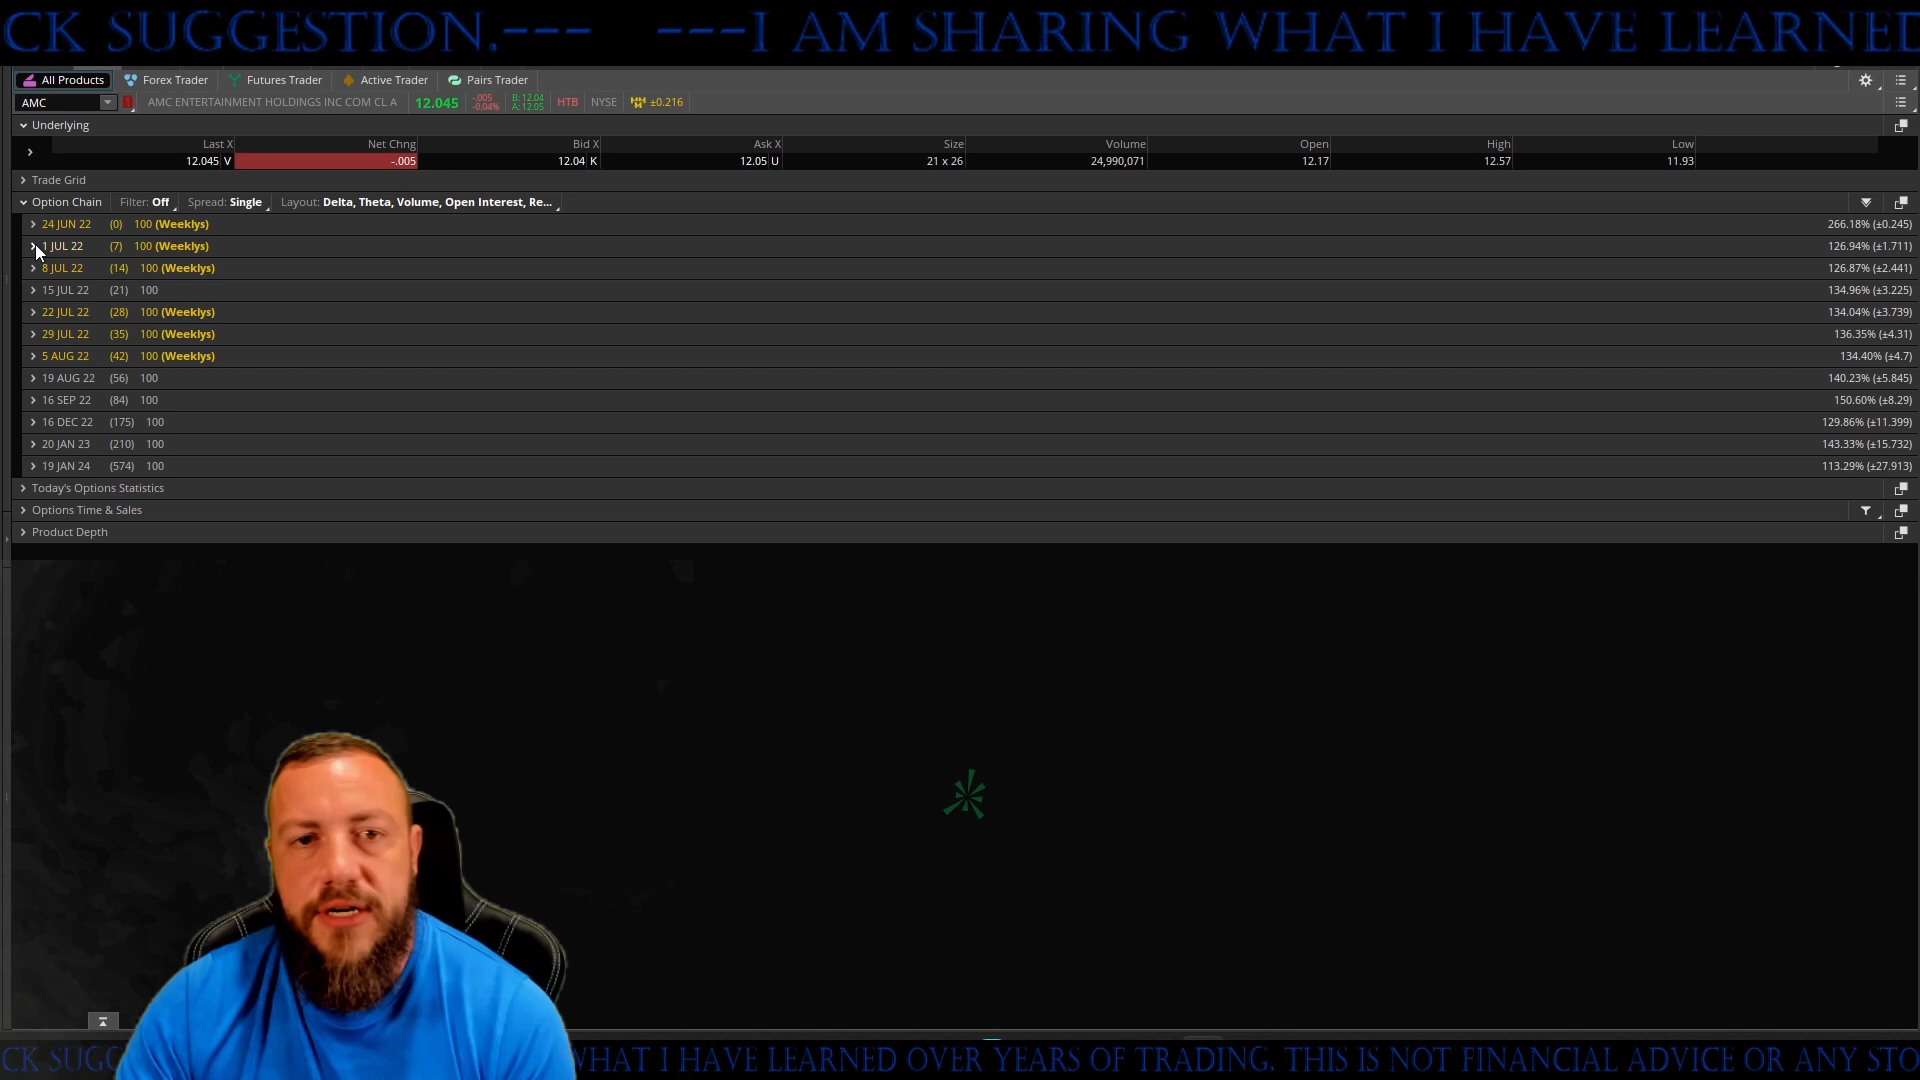 CK SUGGESTION.--- ---I AM SHARING WHAT I HAVE LEARNED
All Products Forex Trader Futures Trader Active Trader Pairs Trader
AMC AMC ENTERTAINMENT HOLDINGS INC COM CL A 12.045 -.005 -0.04% B: 12.04 A: 12.05 HTB NYSE ±0.216
Underlying
Last X Net Chng Bid X Ask X Size Volume Open High Low
12.045 V -.005 12.04 K 12.05 U 21 x 26 24,990,071 12.17 12.57 11.93
Trade Grid
Option Chain Filter: Off Spread: Single Layout: Delta, Theta, Volume, Open Interest, Re...
24 JUN 22 (0) 100 (Weeklys) 266.18% (±0.245)
1 JUL 22 (7) 100 (Weeklys) 126.94% (±1.711)
8 JUL 22 (14) 100 (Weeklys) 126.87% (±2.441)
15 JUL 22 (21) 100 134.96% (±3.225)
22 JUL 22 (28) 100 (Weeklys) 134.04% (±3.739)
29 JUL 22 (35) 100 (Weeklys) 136.35% (±4.31)
5 AUG 22 (42) 100 (Weeklys) 134.40% (±4.7)
19 AUG 22 (56) 100 140.23% (±5.845)
16 SEP 22 (84) 100 150.60% (±8.29)
16 DEC 22 (175) 100 129.86% (±11.399)
20 JAN 23 (210) 100 143.33% (±15.732)
19 JAN 24 (574) 100 113.29% (±27.913)
Today's Options Statistics
Options Time & Sales
Product Depth
CK SUGG WHAT I HAVE LEARNED OVER YEARS OF TRADING. THIS IS NOT FINANCIAL ADVICE OR ANY STO